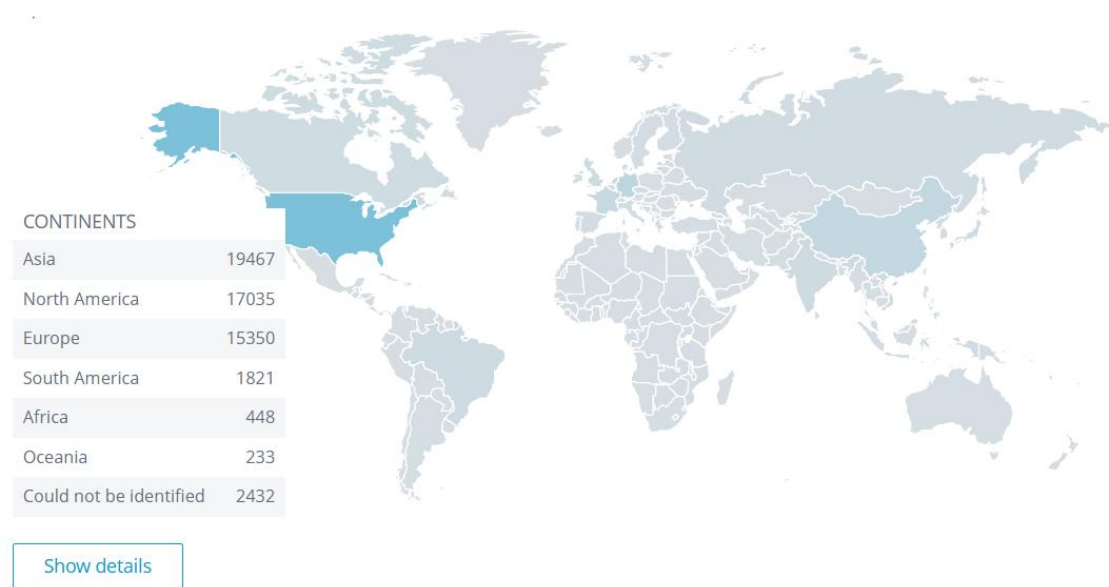 CONTINENTS
Asia 19467
North America 17035
Europe 15350
South America 1821
Africa 448
Oceania 233
Could not be identified 2432
Show details